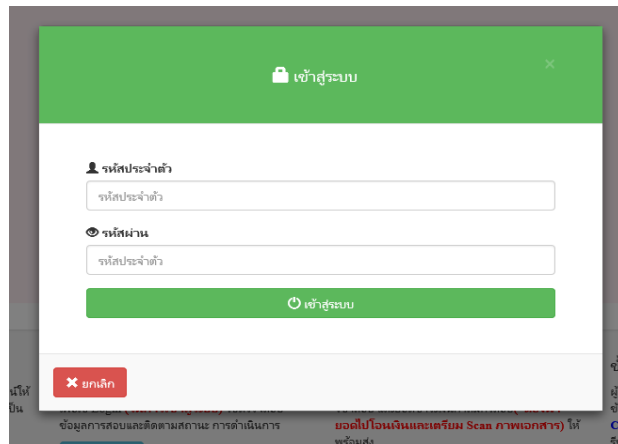 เข้าสู่ระบบ
×
รหัสประจำตัว
รหัสประจำตัว
รหัสผ่าน
รหัสประจำตัว
เข้าสู่ระบบ
ยกเลิก
ข้อมูลการสอบและติดตามสถานะ การดำเนินการ
ยอดไปโอนเงินและเตรียม Scan ภาพเอกสาร) ให้
พร้อมส่ง